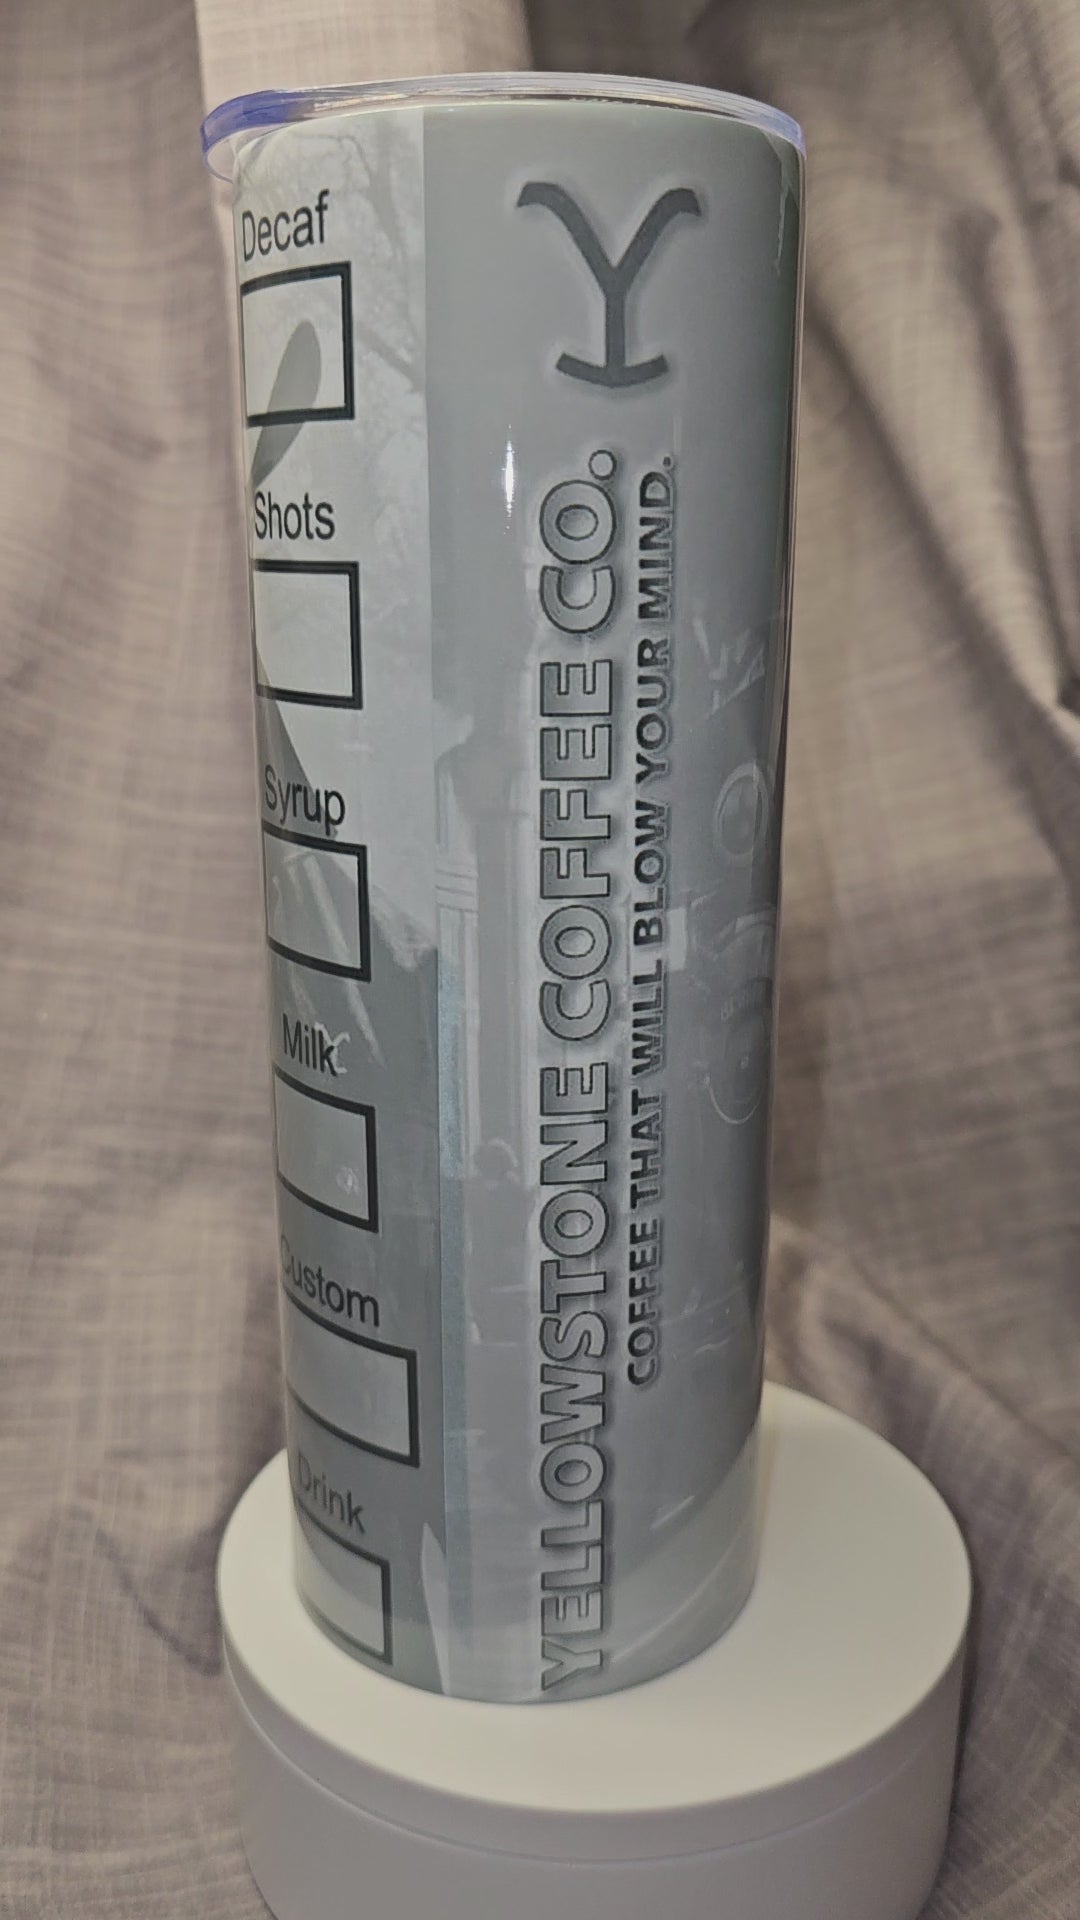 Decaf
Shots
Syrup
Milk
Custom
Drink
Y
YELLOWSTONE COFFEE CO.
COFFEE THAT WILL BLOW YOUR MIND.